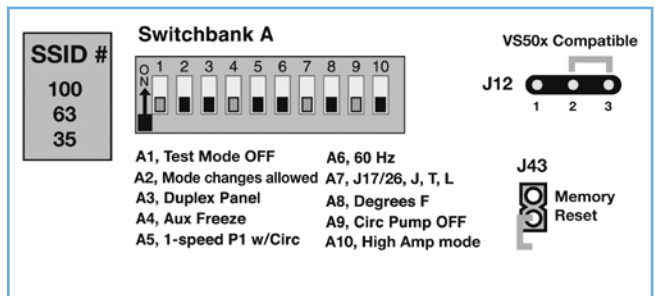 SSID #
100
63
35
Switchbank A
ON
1 2 3 4 5 6 7 8 9 10
A1, Test Mode OFF
A2, Mode changes allowed
A3, Duplex Panel
A4, Aux Freeze
A5, 1-speed P1 w/Circ
A6, 60 Hz
A7, J17/26, J, T, L
A8, Degrees F
A9, Circ Pump OFF
A10, High Amp mode
VS50x Compatible
J12
1 2 3
J43
Memory
Reset